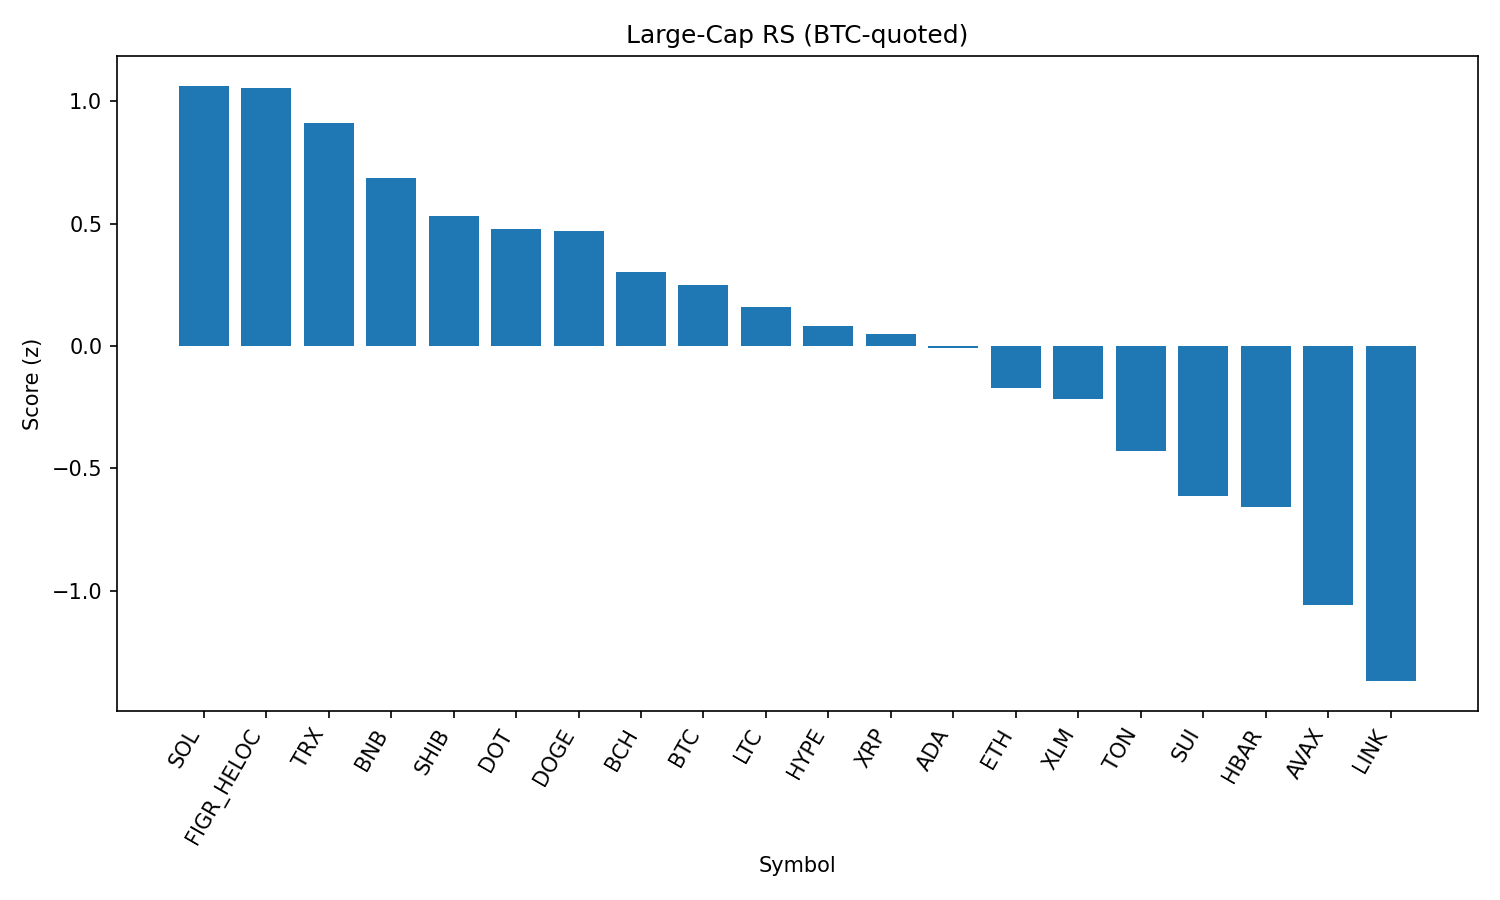 Large-Cap RS (BTC-quoted)
1.0
0.5
0.0
−0.5
−1.0
Score (z)
SOL
FIGR_HELOC
TRX
BNB
SHIB
DOT
DOGE
BCH
BTC
LTC
HYPE
XRP
ADA
ETH
XLM
TON
SUI
HBAR
AVAX
LINK
Symbol